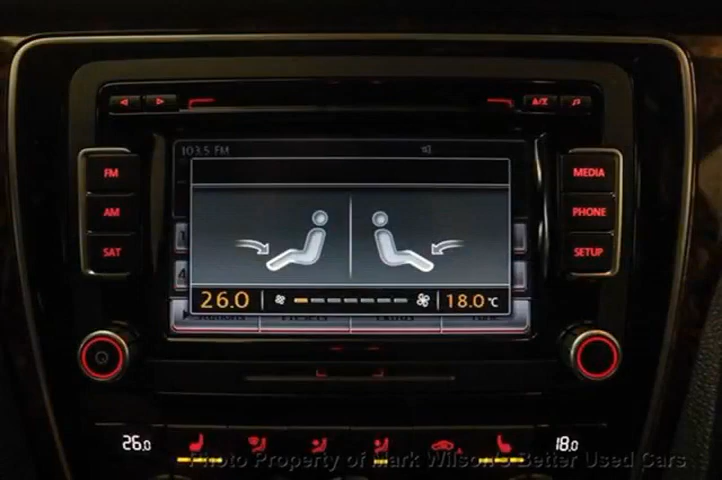 A/Z
103.5 FM
FM
MEDIA
AM
PHONE
SAT
SETUP
26.0
18.0 °C
26.0
18.0
Photo Property of Mark Wilson's Better Used Cars